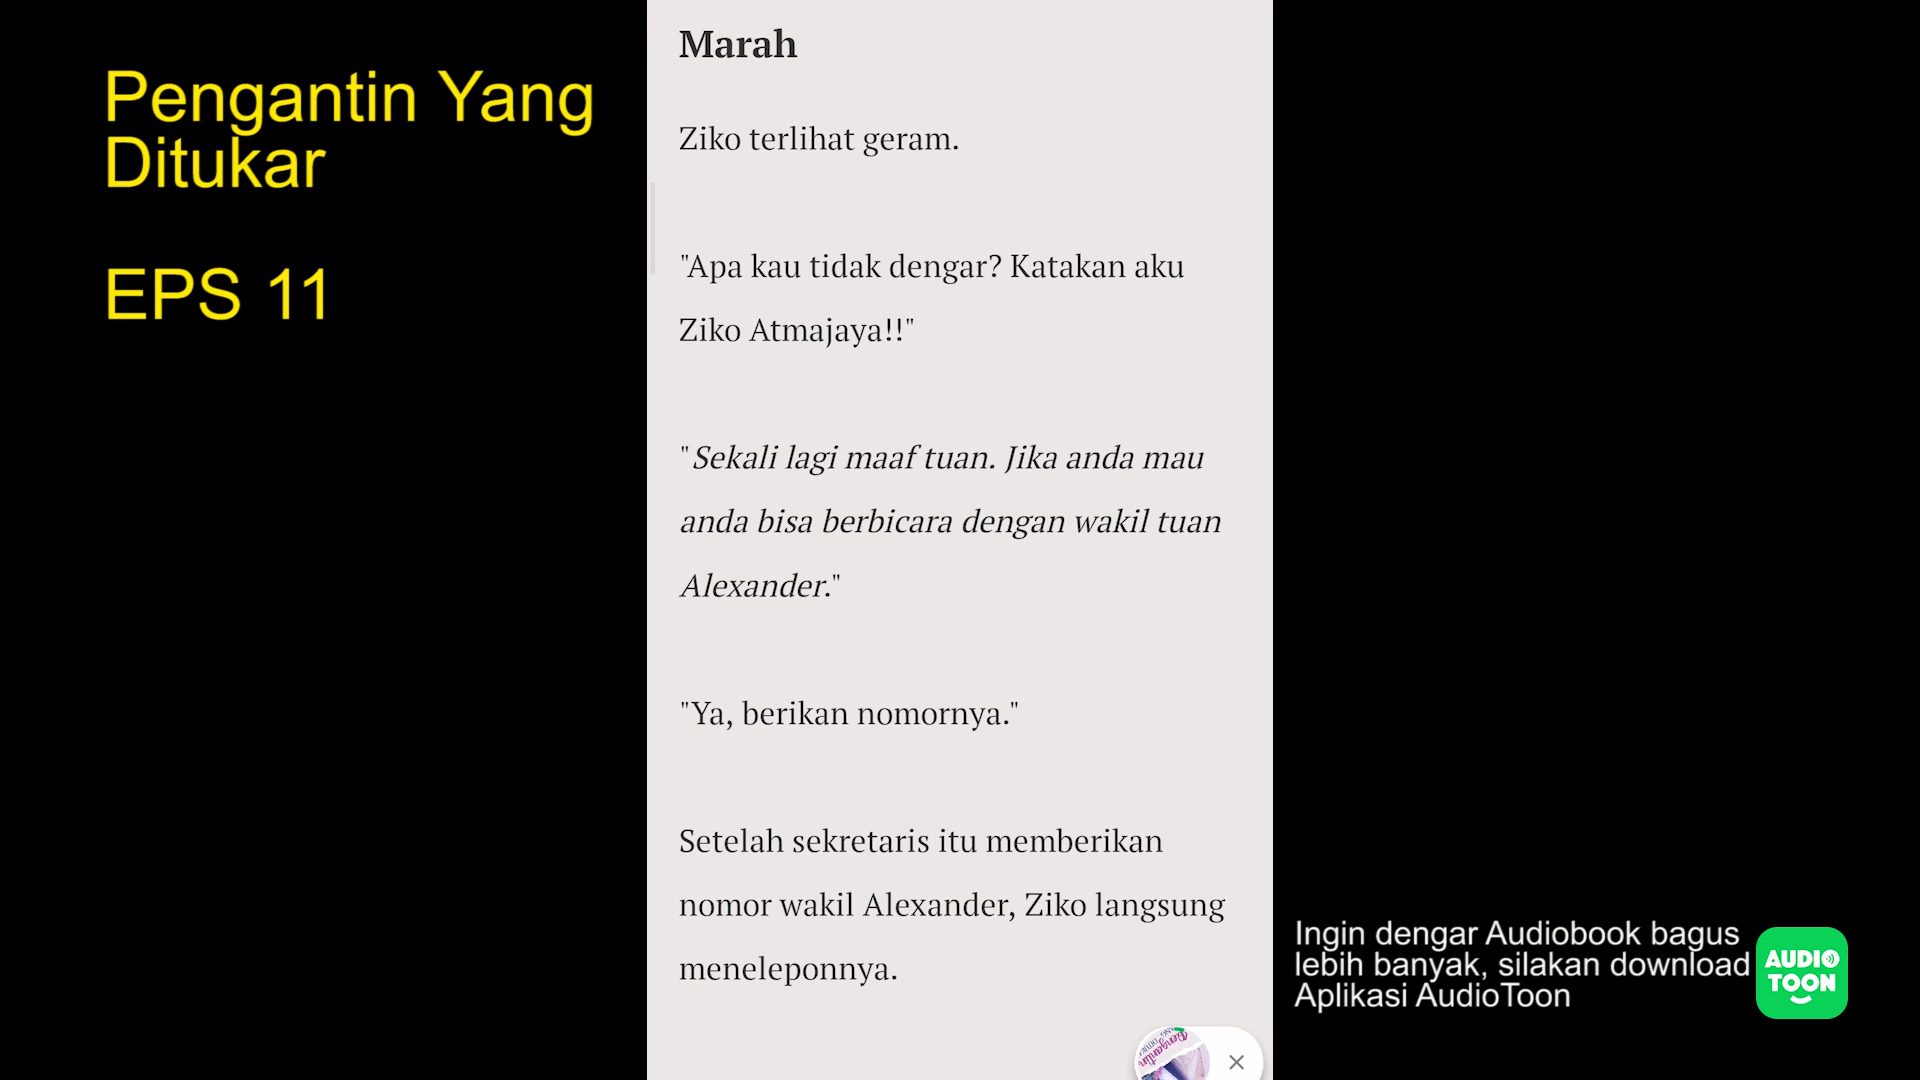 Pengantin Yang
Ditukar
EPS 11
Marah
Ziko terlihat geram.
"Apa kau tidak dengar? Katakan aku
Ziko Atmajaya!!"
"Sekali lagi maaf tuan. Jika anda mau
anda bisa berbicara dengan wakil tuan
Alexander."
"Ya, berikan nomornya."
Setelah sekretaris itu memberikan
nomor wakil Alexander, Ziko langsung
meneleponnya.
Ingin dengar Audiobook bagus
lebih banyak, silakan download
Aplikasi AudioToon
AUDIO
TOON
Pengantin